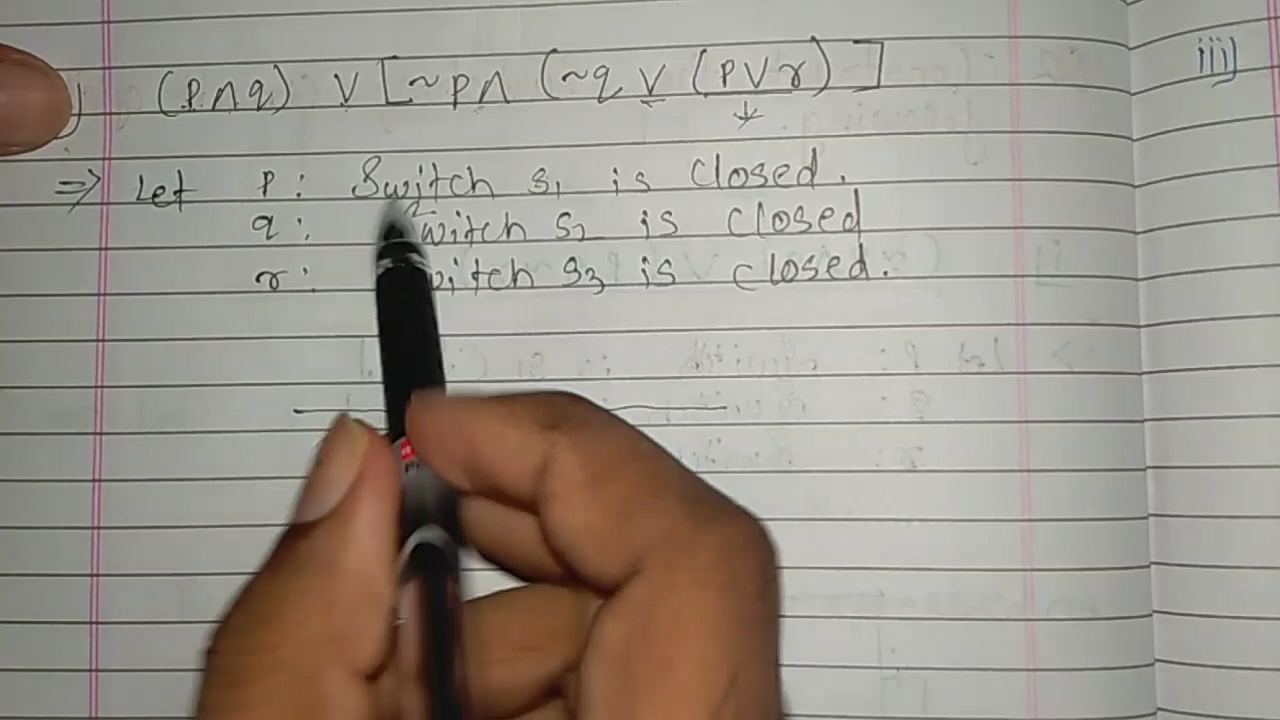 ) (p∧q) ∨ [~p∧ (~q ∨ (p∨r) ]
iii)
⇒ Let p: Switch S₁ is closed.
q: Switch S₂ is closed
r: Switch S₃ is closed.